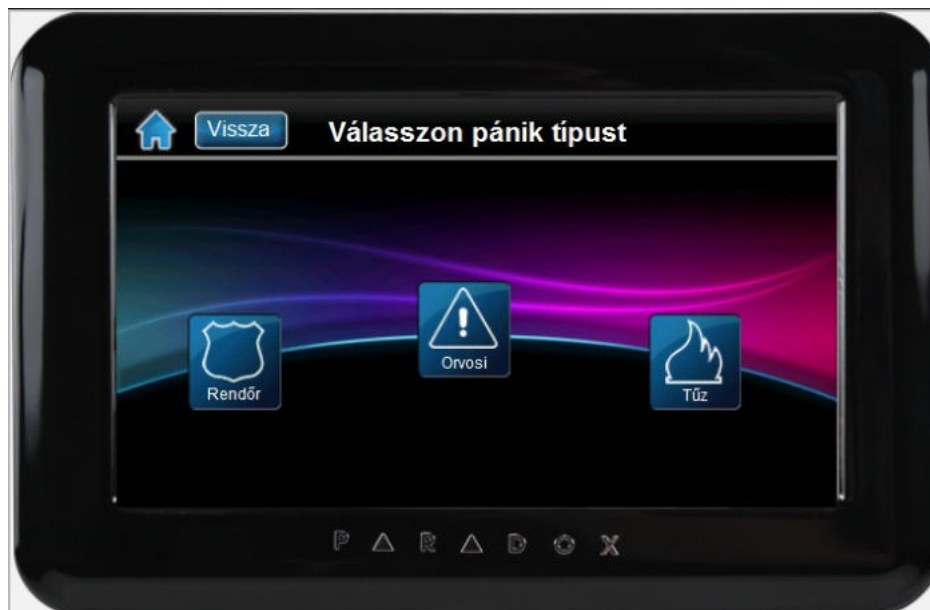 Vissza
Válasszon pánik típust
Rendőr
Orvosi
Tűz
PARADOX